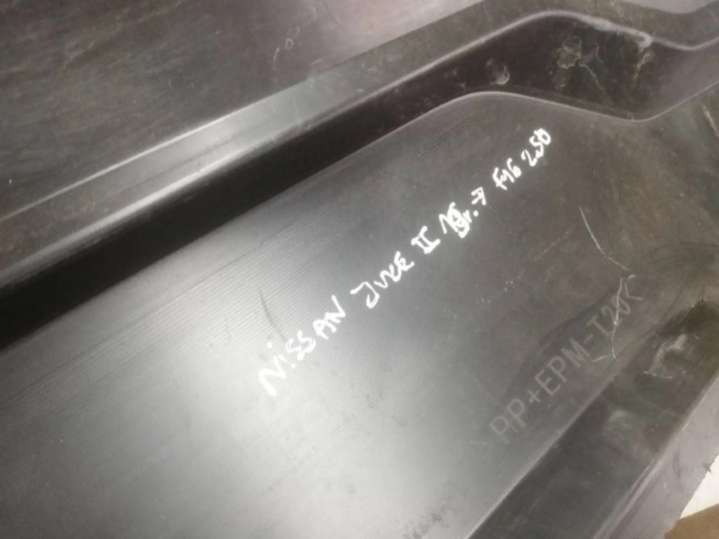 NISSAN JUKE II 19r.→ F16 250
PP+EPM-T20